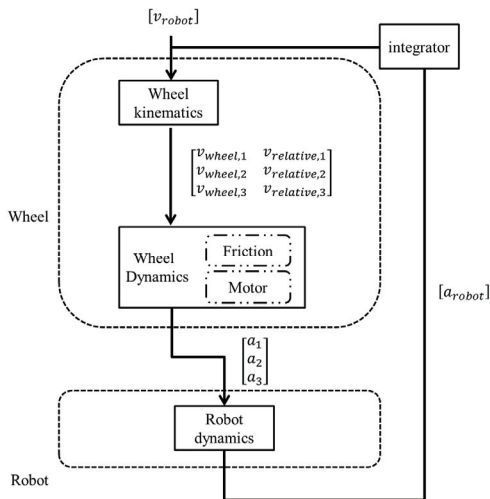 [v_robot]
integrator
Wheel
kinematics
[v_wheel,1 v_relative,1
v_wheel,2 v_relative,2
v_wheel,3 v_relative,3]
Wheel
Wheel
Dynamics
Friction
Motor
[a_robot]
[a_1
a_2
a_3]
Robot
dynamics
Robot